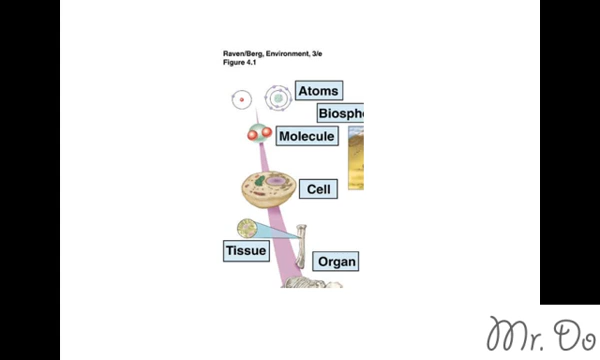 Raven/Berg, Environment, 3/e
Figure 4.1
Atoms
Molecule
Cell
Tissue
Organ
Mr. Do